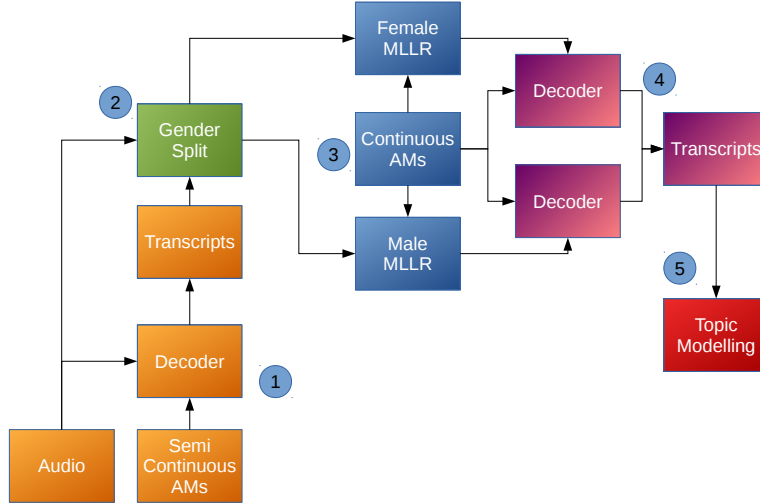 Female
MLLR
2
Decoder
4
Gender
Split
3
Continuous
AMs
Transcripts
Decoder
Transcripts
Male
MLLR
5
Decoder
1
Topic
Modelling
Audio
Semi
Continuous
AMs